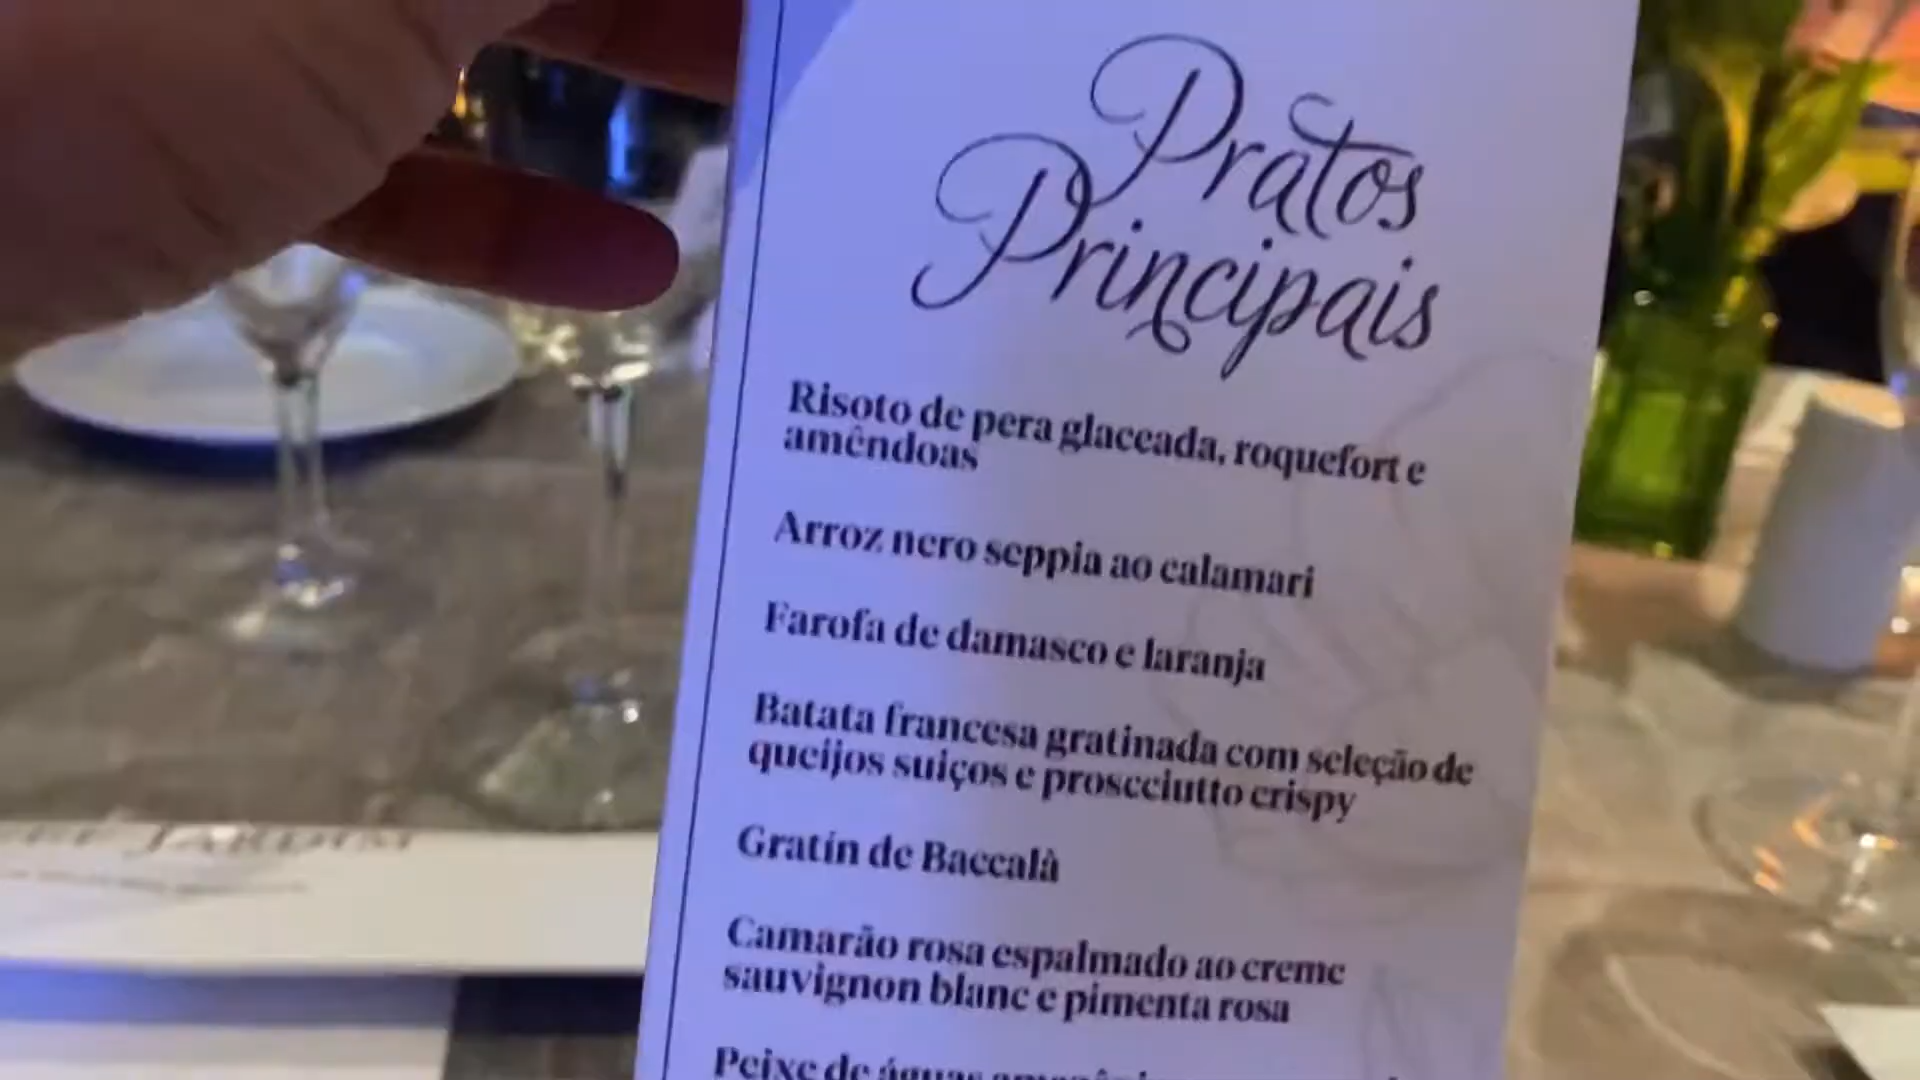 Pratos
Principais
Risoto de pera glaceada, roquefort e
amêndoas
Arroz nero seppia ao calamari
Farofa de damasco e laranja
Batata francesa gratinada com seleção de
queijos suiços e proscciutto crispy
Gratín de Baccalà
Camarão rosa espalmado ao creme
sauvignon blanc e pimenta rosa
Peixe de águas
JARDIM